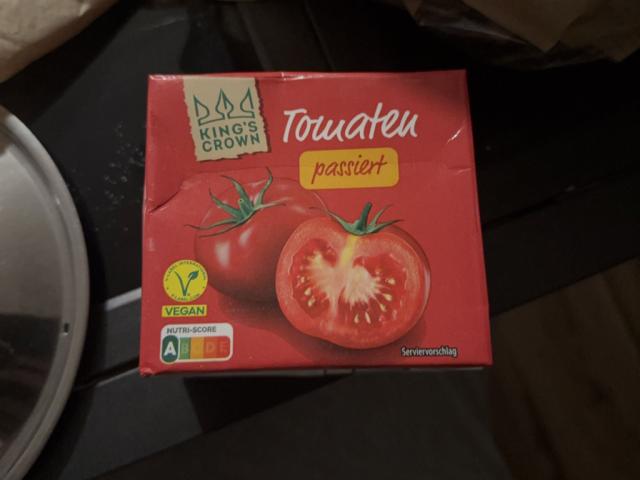 KING'S
CROWN
Tomaten
passiert
VEGAN
NUTRI-SCORE
A B C D E
Serviervorschlag